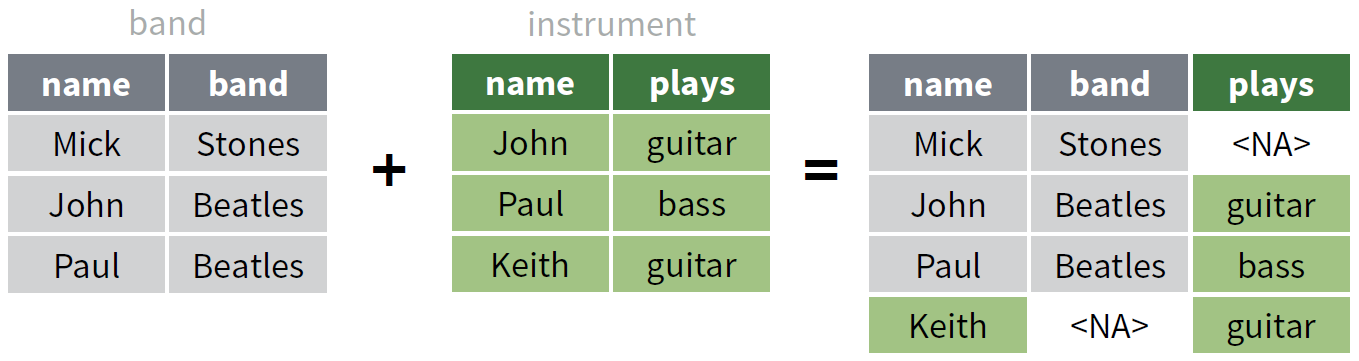 band instrument
name band name plays name band plays
Mick Stones John guitar Mick Stones <NA>
+ =
John Beatles Paul bass John Beatles guitar
Paul Beatles Keith guitar Paul Beatles bass
Keith <NA> guitar